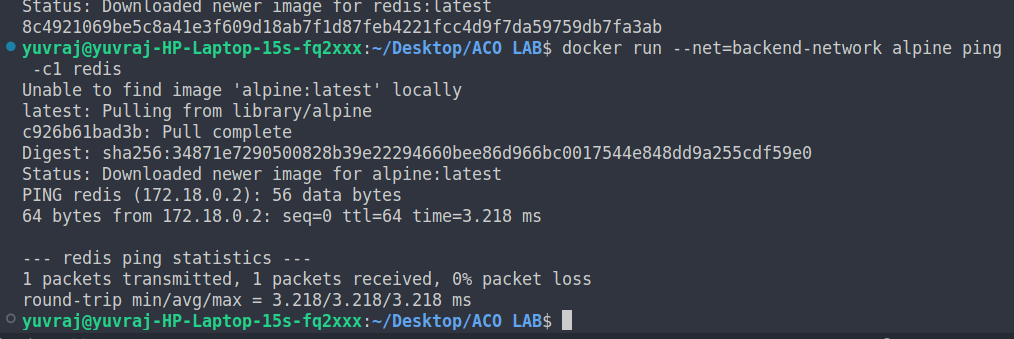 Status: Downloaded newer image for redis:latest
8c4921069be5c8a41e3f609d18ab7f1d87feb4221fcc4d9f7da59759db7fa3ab
yuvraj@yuvraj-HP-Laptop-15s-fq2xxx:~/Desktop/ACO LAB$ docker run --net=backend-network alpine ping
-c1 redis
Unable to find image 'alpine:latest' locally
latest: Pulling from library/alpine
c926b61bad3b: Pull complete
Digest: sha256:34871e7290500828b39e22294660bee86d966bc0017544e848dd9a255cdf59e0
Status: Downloaded newer image for alpine:latest
PING redis (172.18.0.2): 56 data bytes
64 bytes from 172.18.0.2: seq=0 ttl=64 time=3.218 ms
--- redis ping statistics ---
1 packets transmitted, 1 packets received, 0% packet loss
round-trip min/avg/max = 3.218/3.218/3.218 ms
yuvraj@yuvraj-HP-Laptop-15s-fq2xxx:~/Desktop/ACO LAB$